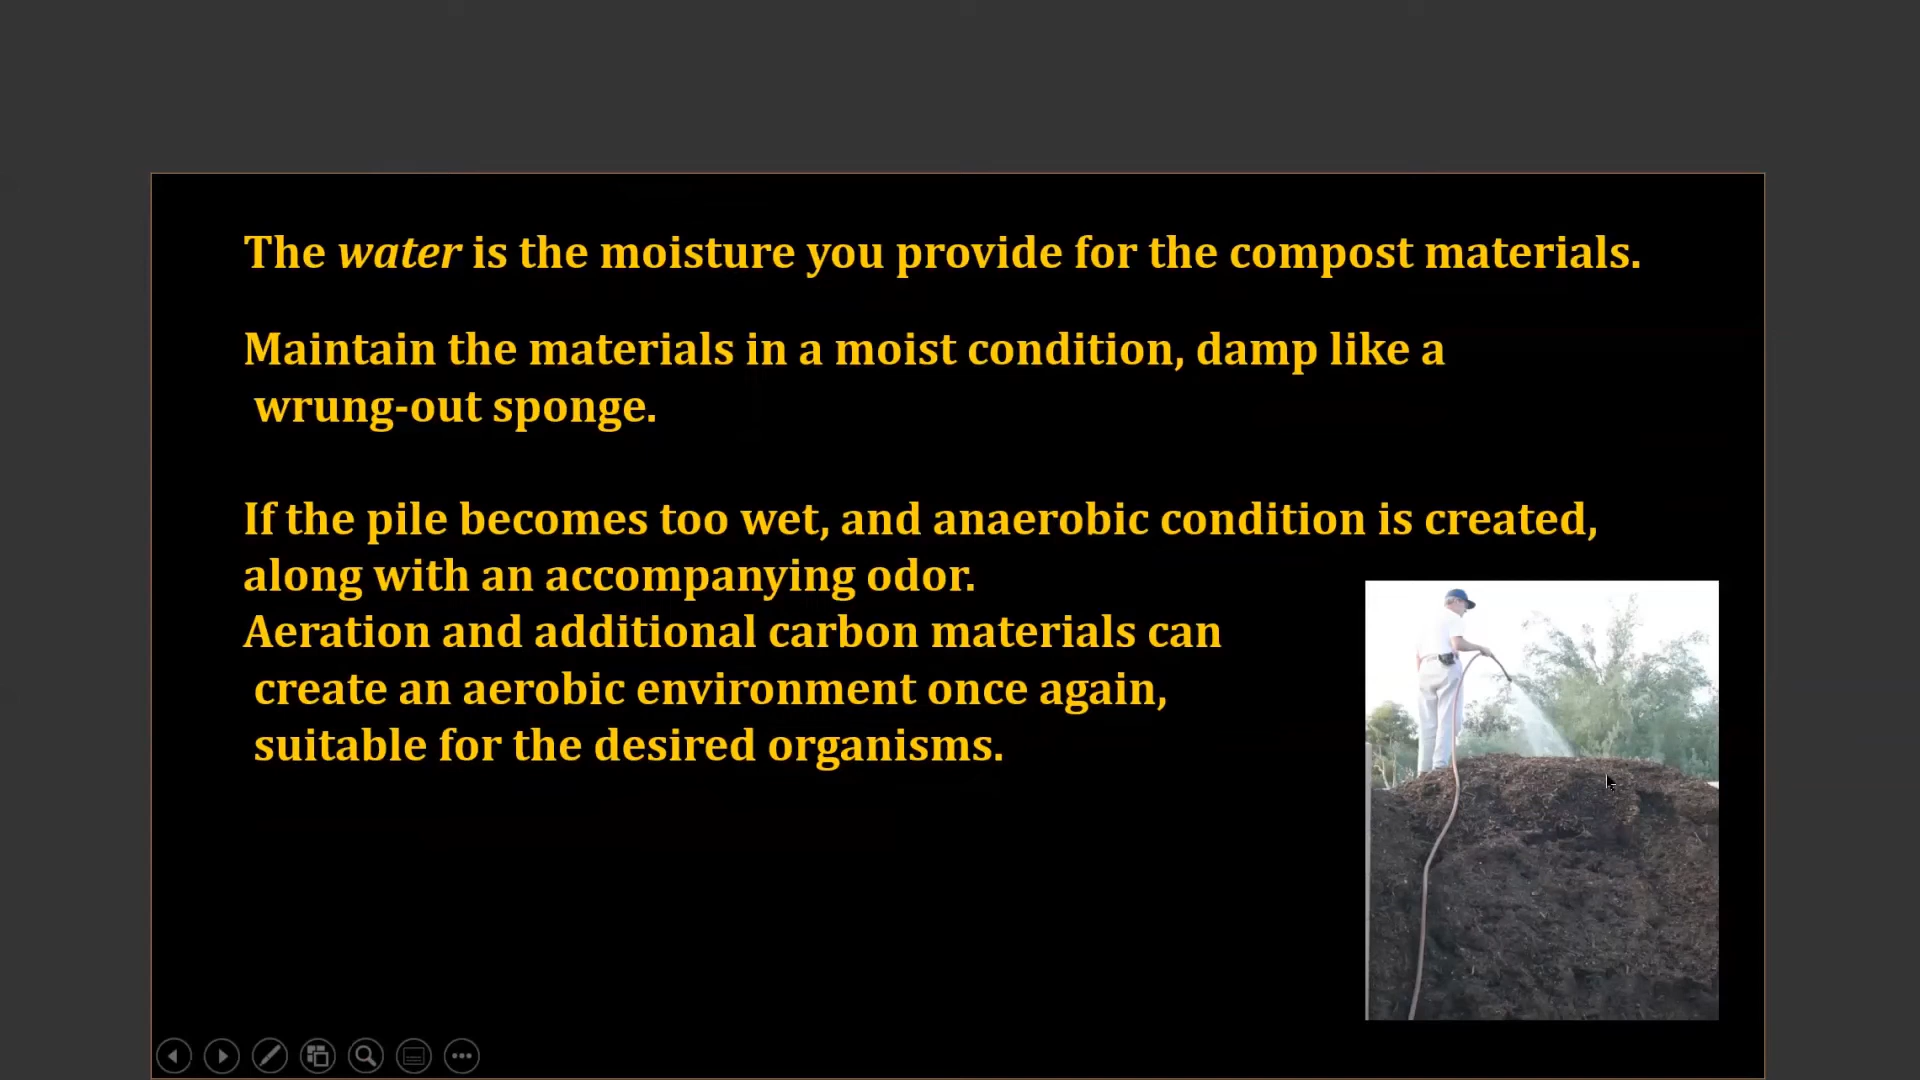 The water is the moisture you provide for the compost materials.
Maintain the materials in a moist condition, damp like a
wrung-out sponge.
If the pile becomes too wet, and anaerobic condition is created,
along with an accompanying odor.
Aeration and additional carbon materials can
create an aerobic environment once again,
suitable for the desired organisms.